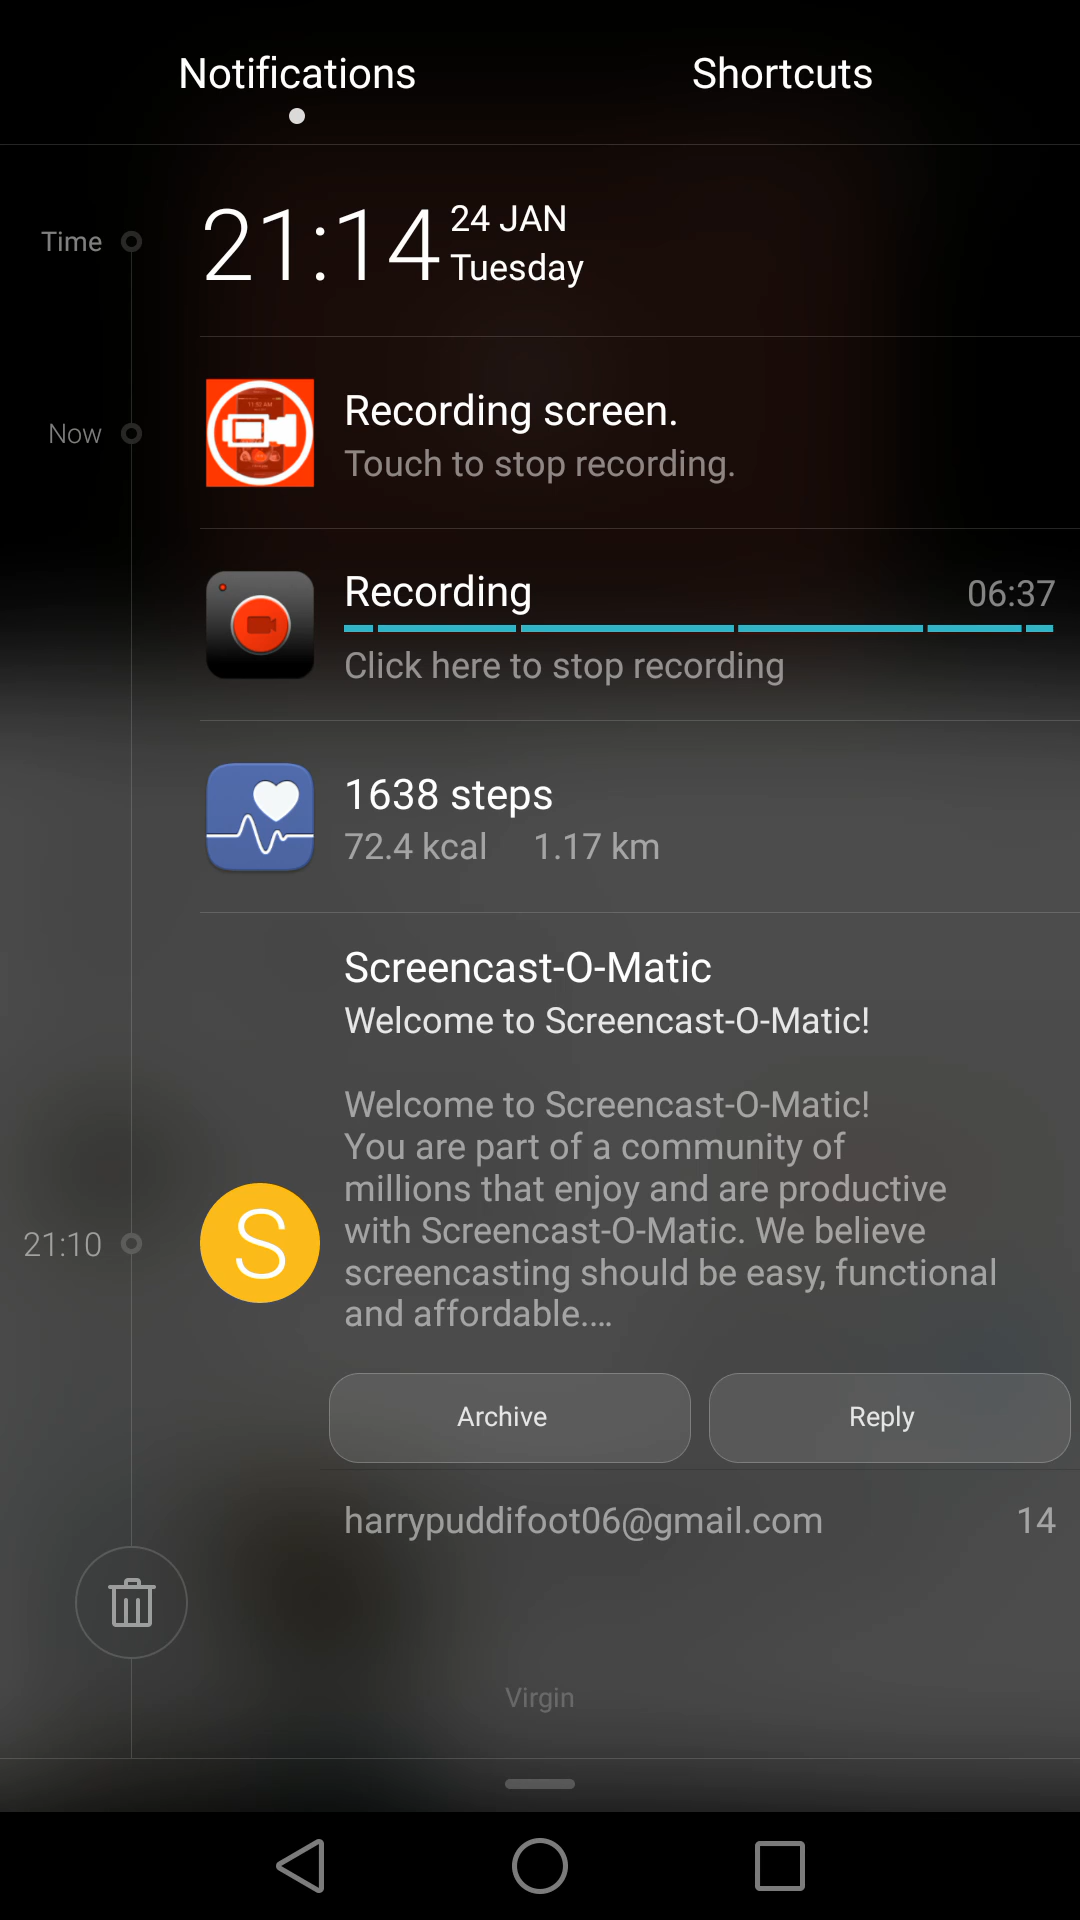 Notifications
Shortcuts
Time
21:14
24 JAN
Tuesday
Now
Recording screen.
Touch to stop recording.
Recording
06:37
Click here to stop recording
1638 steps
72.4 kcal 1.17 km
Screencast-O-Matic
Welcome to Screencast-O-Matic!
Welcome to Screencast-O-Matic!
You are part of a community of
millions that enjoy and are productive
with Screencast-O-Matic. We believe
screencasting should be easy, functional
and affordable....
21:10
S
Archive
Reply
harrypuddifoot06@gmail.com
14
Virgin